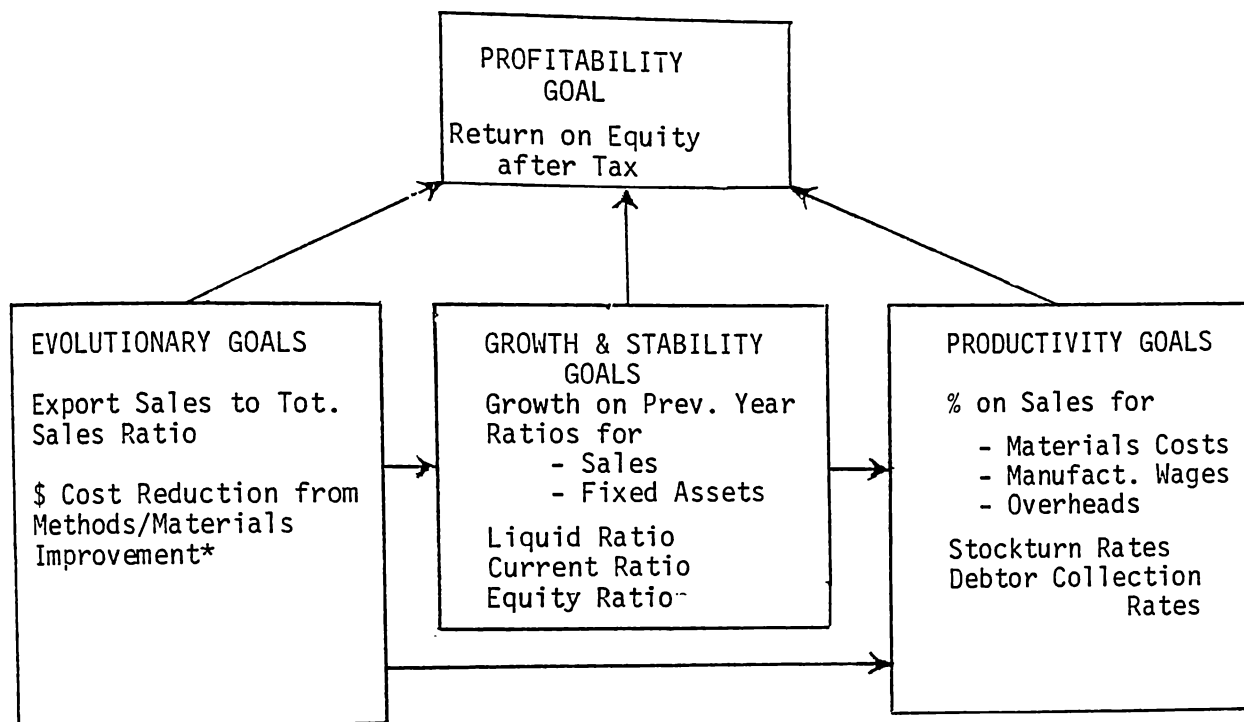 PROFITABILITY
GOAL
Return on Equity
after Tax
EVOLUTIONARY GOALS
Export Sales to Tot.
Sales Ratio
$ Cost Reduction from
Methods/Materials
Improvement*
GROWTH & STABILITY
GOALS
Growth on Prev. Year
Ratios for
- Sales
- Fixed Assets
Liquid Ratio
Current Ratio
Equity Ratio
PRODUCTIVITY GOALS
% on Sales for
- Materials Costs
- Manufact. Wages
- Overheads
Stockturn Rates
Debtor Collection
Rates